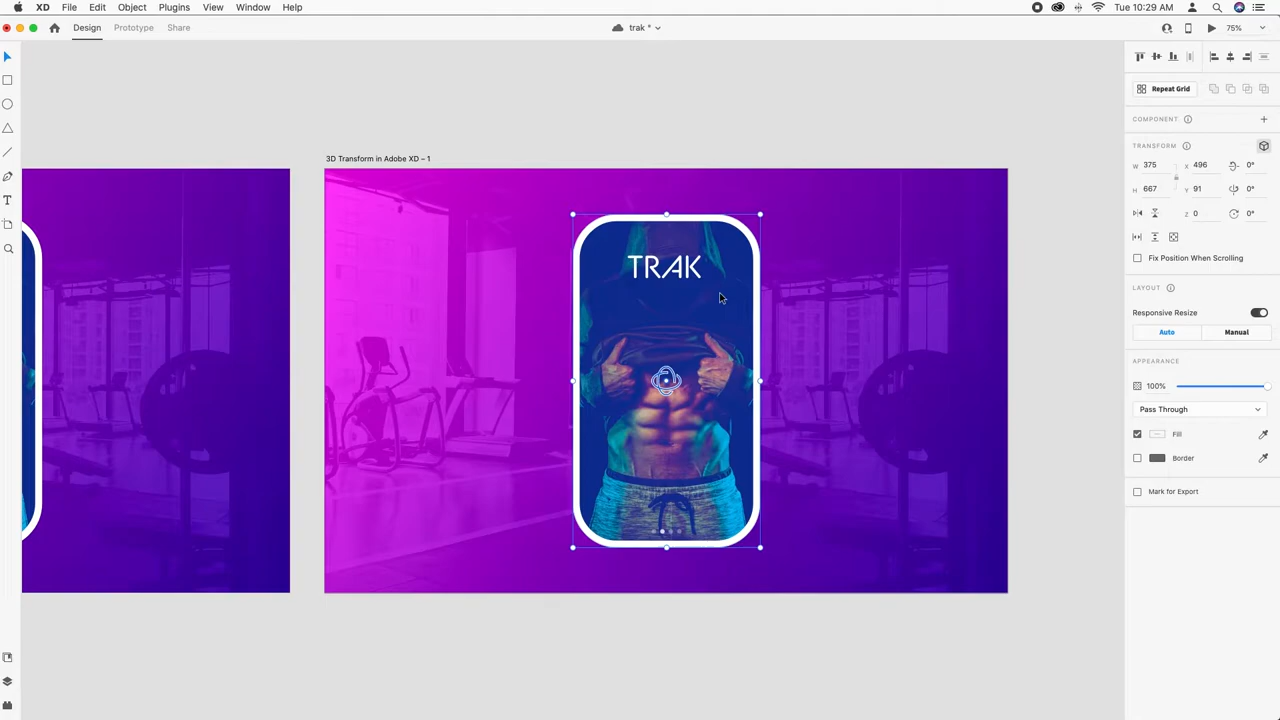 XD File Edit Object Plugins View Window Help Tue 10:29 AM
Design Prototype Share trak * 75%
Repeat Grid
COMPONENT
3D Transform in Adobe XD – 1
TRANSFORM
W 375 X 496 0°
H 667 Y 91 0°
Z 0 0°
TRAK
Fix Position When Scrolling
LAYOUT
Responsive Resize
Auto Manual
APPEARANCE
100%
Pass Through
Fill
Border
Mark for Export